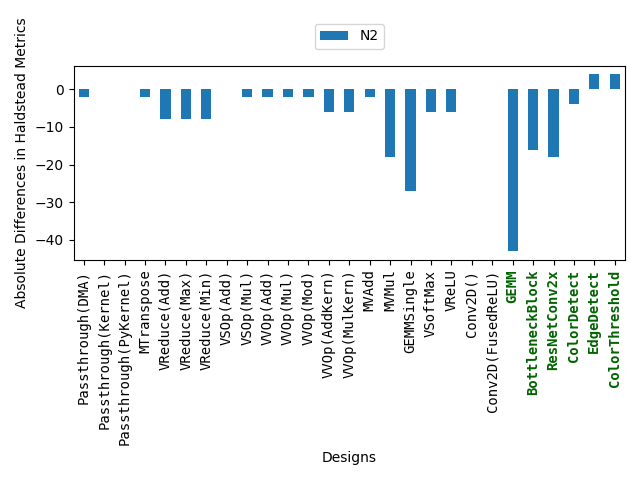 N2
Absolute Differences in Haldstead Metrics
0
−10
−20
−30
−40
Passthrough(DMA)
Passthrough(Kernel)
Passthrough(PyKernel)
MTranspose
VReduce(Add)
VReduce(Max)
VReduce(Min)
VSOp(Add)
VSOp(Mul)
VVOp(Add)
VVOp(Mul)
VVOp(Mod)
VVOp(AddKern)
VVOp(MulKern)
MVAdd
MVMul
GEMMSingle
VSoftMax
VReLU
Conv2D()
Conv2D(FusedReLU)
GEMM
BottleneckBlock
ResNetConv2x
ColorDetect
EdgeDetect
ColorThreshold
Designs